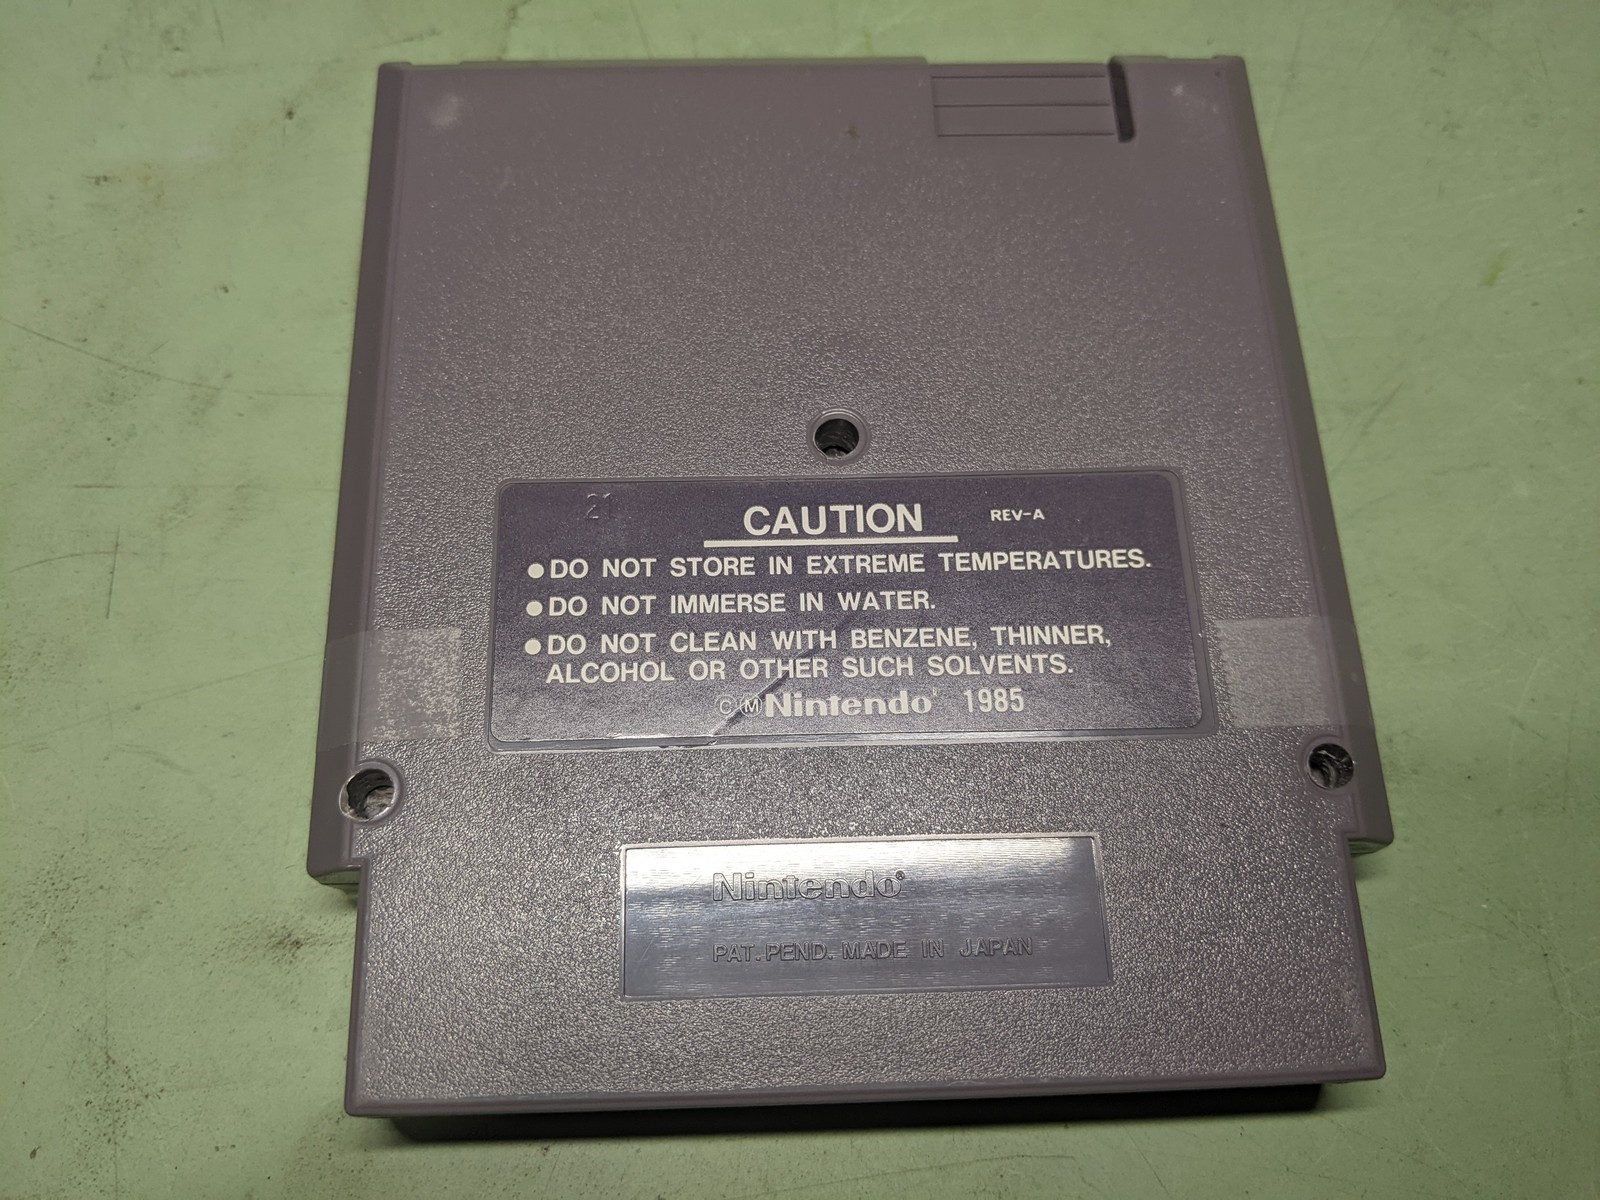 21
CAUTION REV-A
●DO NOT STORE IN EXTREME TEMPERATURES.
●DO NOT IMMERSE IN WATER.
●DO NOT CLEAN WITH BENZENE, THINNER,
ALCOHOL OR OTHER SUCH SOLVENTS.
Ⓒ Ⓜ Nintendo® 1985
Nintendo®
PAT. PEND. MADE IN JAPAN